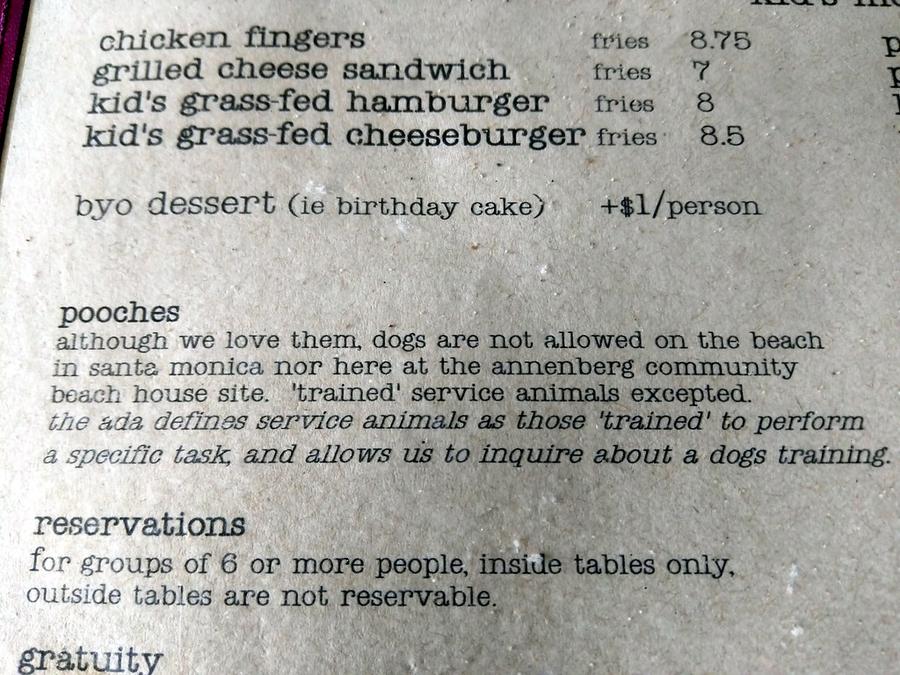 chicken fingers fries 8.75
grilled cheese sandwich fries 7
kid's grass-fed hamburger fries 8
kid's grass-fed cheeseburger fries 8.5
byo dessert (ie birthday cake) +$1/person
pooches
although we love them, dogs are not allowed on the beach
in santa monica nor here at the annenberg community
beach house site. 'trained' service animals excepted.
the ada defines service animals as those 'trained' to perform
a specific task, and allows us to inquire about a dogs training.
reservations
for groups of 6 or more people, inside tables only,
outside tables are not reservable.
gratuity